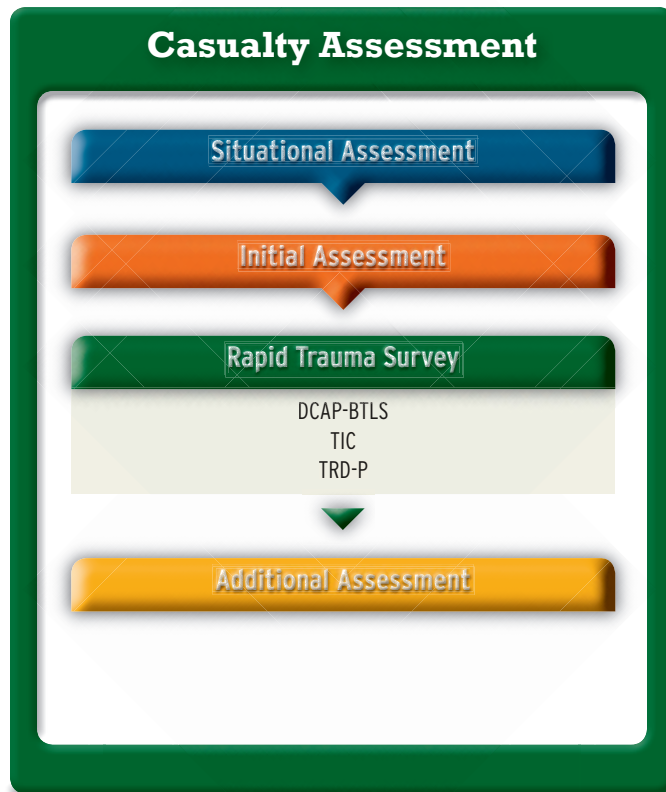 Casualty Assessment
Situational Assessment
Initial Assessment
Rapid Trauma Survey
DCAP-BTLS
TIC
TRD-P
Additional Assessment